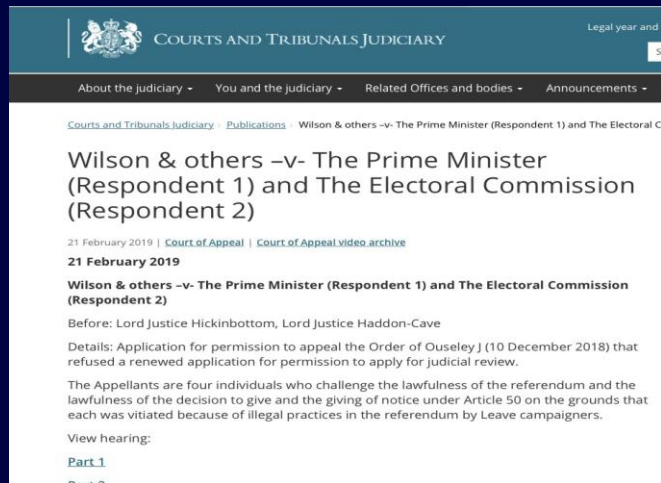 COURTS AND TRIBUNALS JUDICIARY
Legal year and
About the judiciary
You and the judiciary
Related Offices and bodies
Announcements
Courts and Tribunals Judiciary › Publications › Wilson & others –v- The Prime Minister (Respondent 1) and The Electoral C
Wilson & others –v- The Prime Minister
(Respondent 1) and The Electoral Commission
(Respondent 2)
21 February 2019 | Court of Appeal | Court of Appeal video archive
21 February 2019
Wilson & others –v- The Prime Minister (Respondent 1) and The Electoral Commission
(Respondent 2)
Before: Lord Justice Hickinbottom, Lord Justice Haddon-Cave
Details: Application for permission to appeal the Order of Ouseley J (10 December 2018) that
refused a renewed application for permission to apply for judicial review.
The Appellants are four individuals who challenge the lawfulness of the referendum and the
lawfulness of the decision to give and the giving of notice under Article 50 on the grounds that
each was vitiated because of illegal practices in the referendum by Leave campaigners.
View hearing:
Part 1